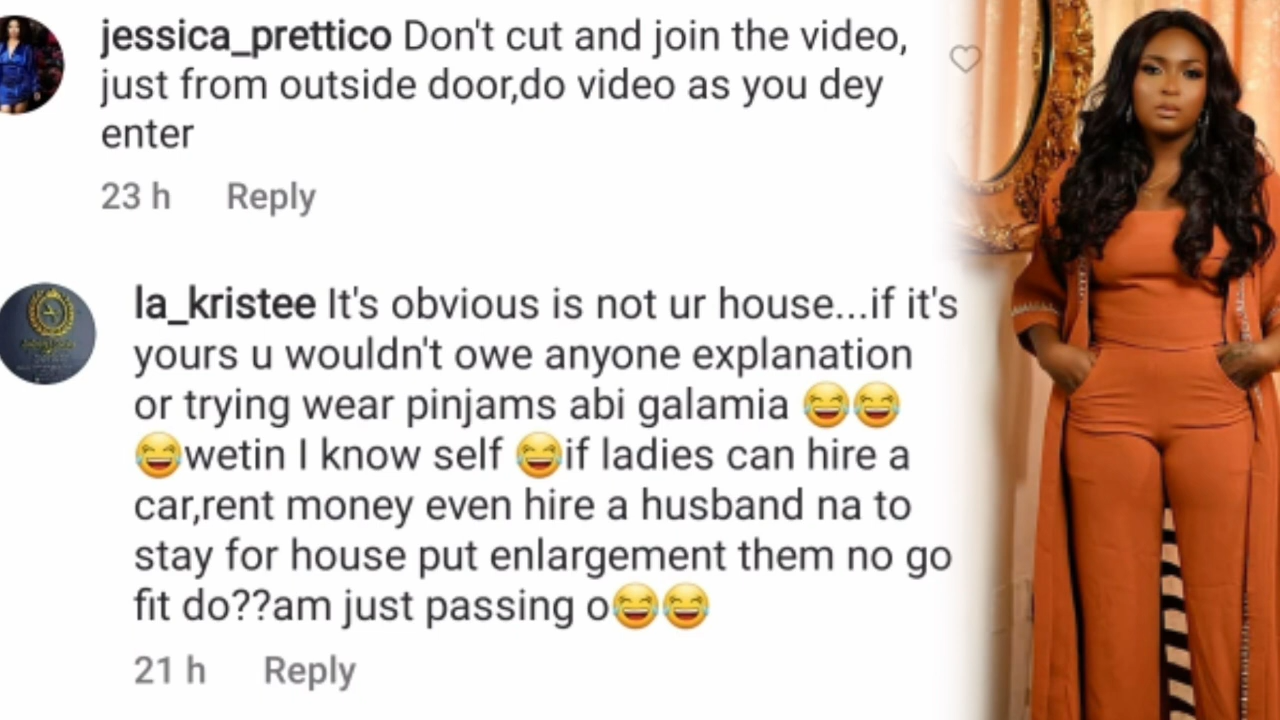 jessica_prettico Don't cut and join the video,
just from outside door,do video as you dey
enter
23 h Reply
la_kristee It's obvious is not ur house...if it's
yours u wouldn't owe anyone explanation
or trying wear pinjams abi galamia 😂😂
😂wetin I know self 😂if ladies can hire a
car,rent money even hire a husband na to
stay for house put enlargement them no go
fit do??am just passing o😂😂
21 h Reply